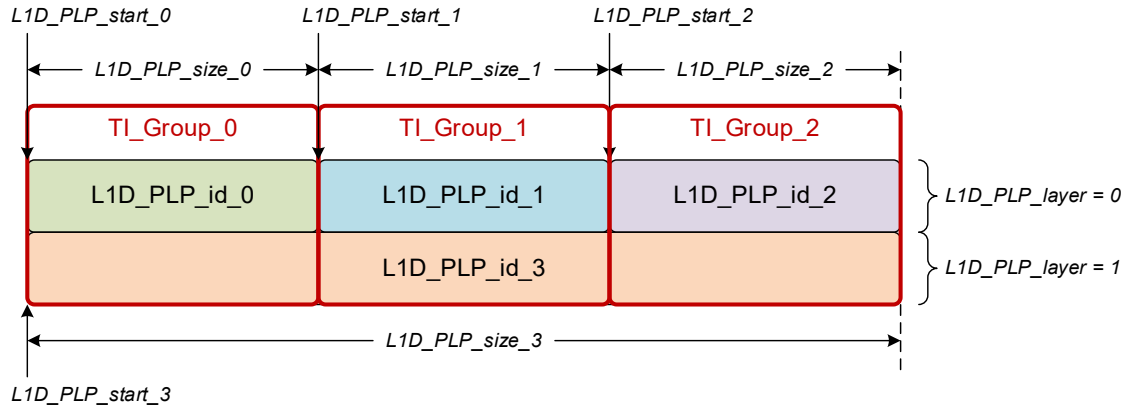 L1D_PLP_start_0 L1D_PLP_start_1 L1D_PLP_start_2
L1D_PLP_size_0 L1D_PLP_size_1 L1D_PLP_size_2
TI_Group_0 TI_Group_1 TI_Group_2
L1D_PLP_id_0 L1D_PLP_id_1 L1D_PLP_id_2 L1D_PLP_layer = 0
L1D_PLP_id_3 L1D_PLP_layer = 1
L1D_PLP_size_3
L1D_PLP_start_3